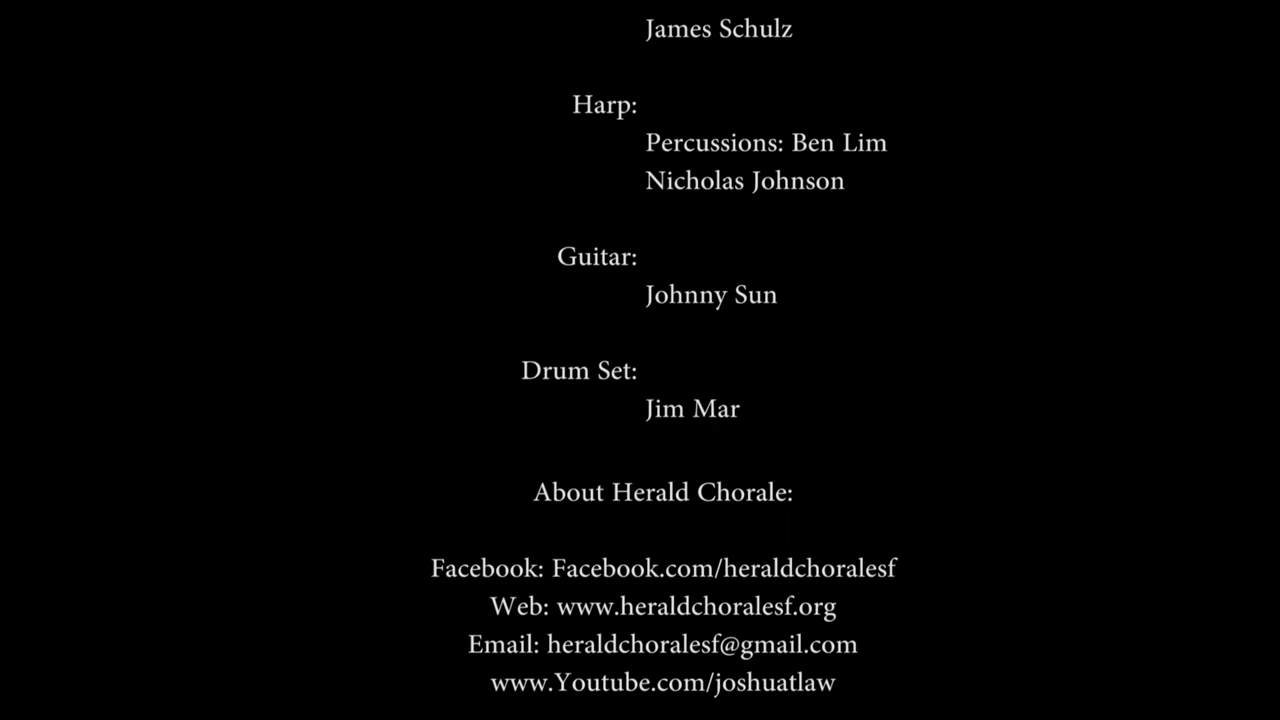 James Schulz
Harp:
Percussions: Ben Lim
Nicholas Johnson
Guitar:
Johnny Sun
Drum Set:
Jim Mar
About Herald Chorale:
Facebook: Facebook.com/heraldchoralesf
Web: www.heraldchoralesf.org
Email: heraldchoralesf@gmail.com
www.Youtube.com/joshuatlaw